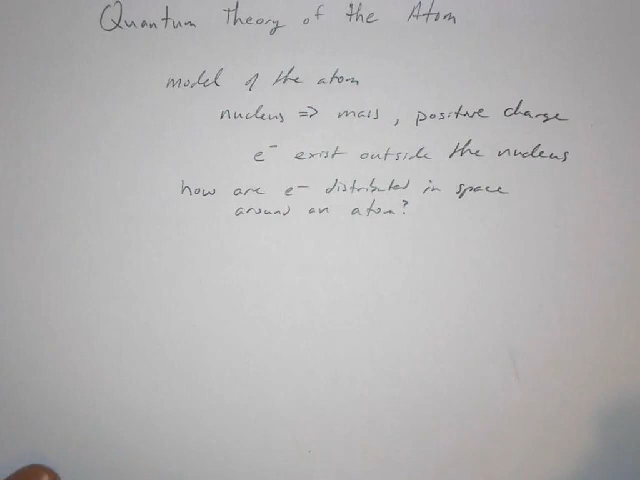 Quantum Theory of the Atom
model of the atom
nucleus => mass, positive charge
e⁻ exist outside the nucleus
how are e⁻ distributed in space
around an atom?